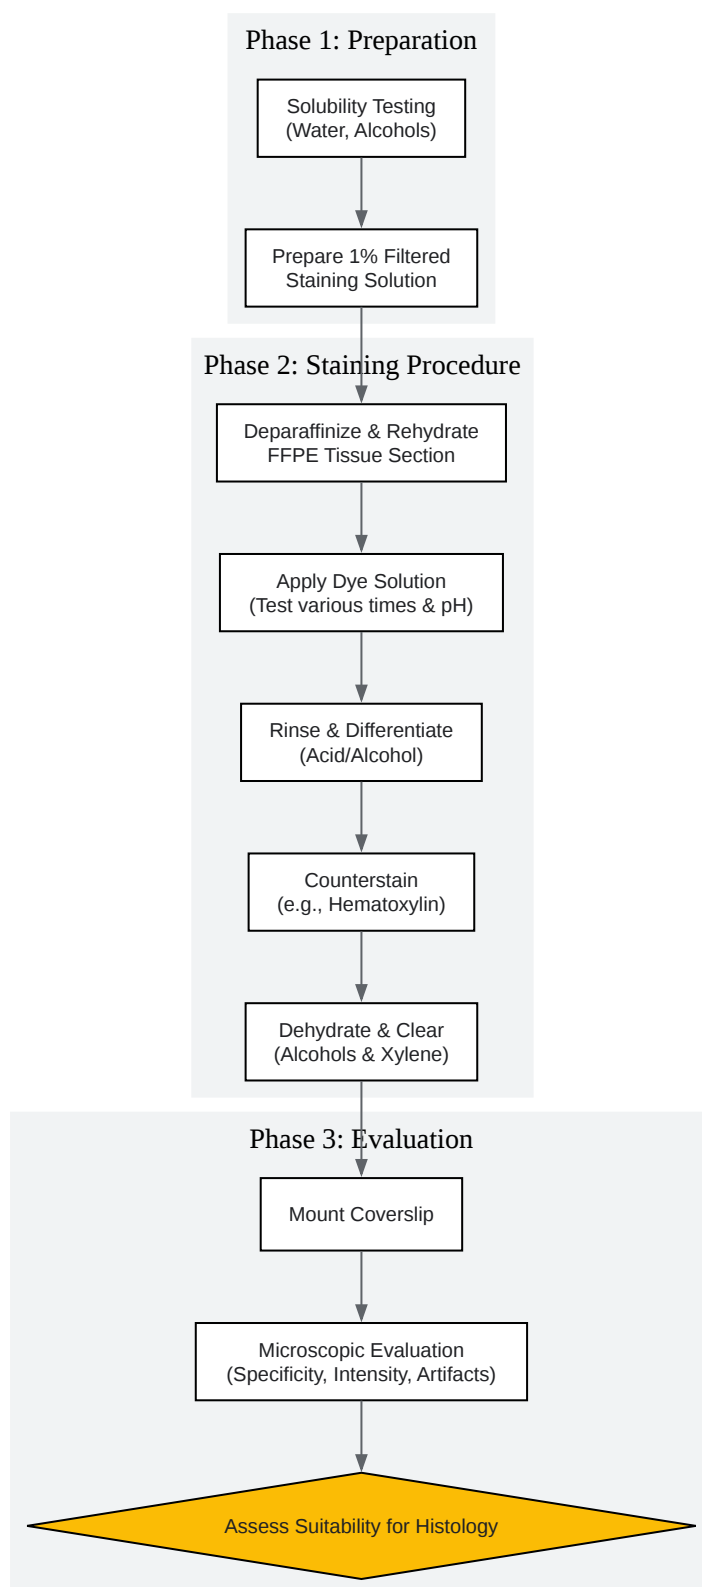 Phase 1: Preparation
Solubility Testing
(Water, Alcohols)
Prepare 1% Filtered
Staining Solution
Phase 2: Staining Procedure
Deparaffinize & Rehydrate
FFPE Tissue Section
Apply Dye Solution
(Test various times & pH)
Rinse & Differentiate
(Acid/Alcohol)
Counterstain
(e.g., Hematoxylin)
Dehydrate & Clear
(Alcohols & Xylene)
Phase 3: Evaluation
Mount Coverslip
Microscopic Evaluation
(Specificity, Intensity, Artifacts)
Assess Suitability for Histology